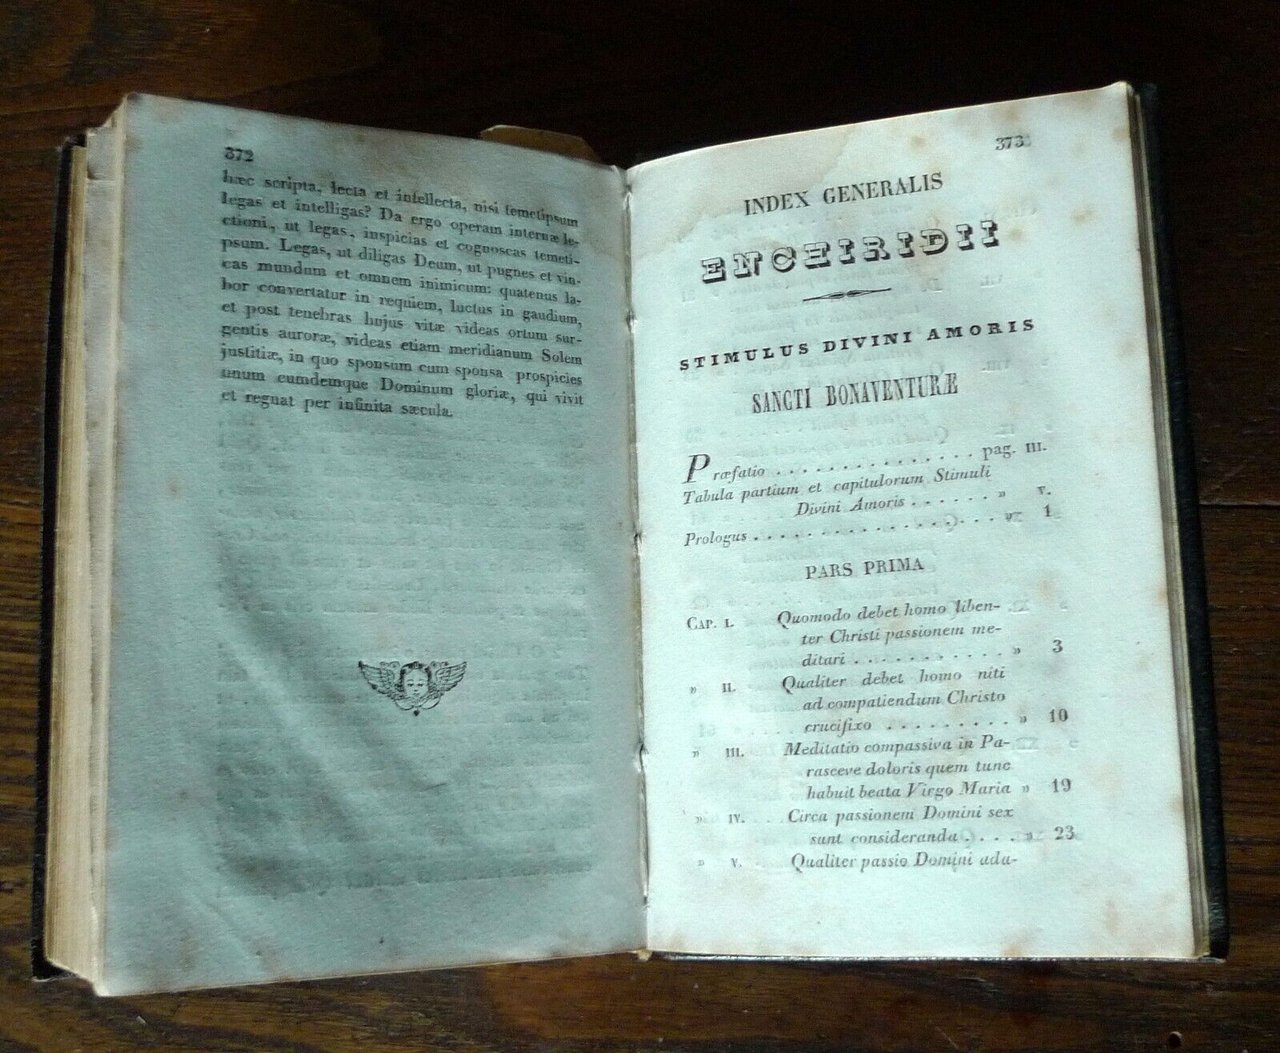 372
hæc scripta, lecta et intellecta, nisi temetipsum
legas et intelligas? Da ergo operam internæ le-
ctioni, ut legas, inspicias et cognoscas temeti-
psum. Legas, ut diligas Deum, ut pugnes et vin-
cas mundum et omnem inimicum: quatenus la-
bor convertatur in requiem, luctus in gaudium,
et post tenebras hujus vitæ videas ortum sur-
gentis auroræ, videas etiam meridianum Solem
justitiæ, in quo sponsum cum sponsa prospicies
unum eumdemque Dominum gloriæ, qui vivit
et regnat per infinita sæcula.
373
INDEX GENERALIS
ENCHIRIDII
STIMULUS DIVINI AMORIS
SANCTI BONAVENTURÆ
Præfatio . . . . . . . . . . . . . . . pag. III.
Tabula partium et capitulorum Stimuli
Divini Amoris . . . . . . » V.
Prologus . . . . . . . . . . . . . . . . . . » 1
PARS PRIMA
CAP. I. Quomodo debet homo liben-
ter Christi passionem me-
ditari . . . . . . . . . . . » 3
» II. Qualiter debet homo niti
ad compatiendum Christo
crucifixo . . . . . . . . . » 10
» III. Meditatio compassiva in Pa-
rasceve doloris quem tunc
habuit beata Virgo Maria » 19
» IV. Circa passionem Domini sex
sunt consideranda . . . . » 23
» V. Qualiter passio Domini adu-